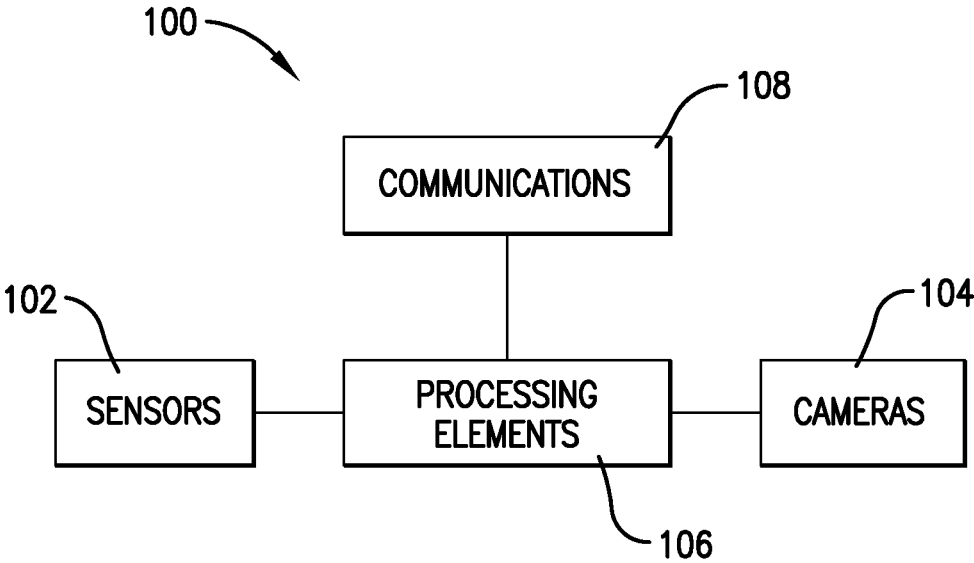 100
108
COMMUNICATIONS
102
104
SENSORS
PROCESSING
ELEMENTS
CAMERAS
106